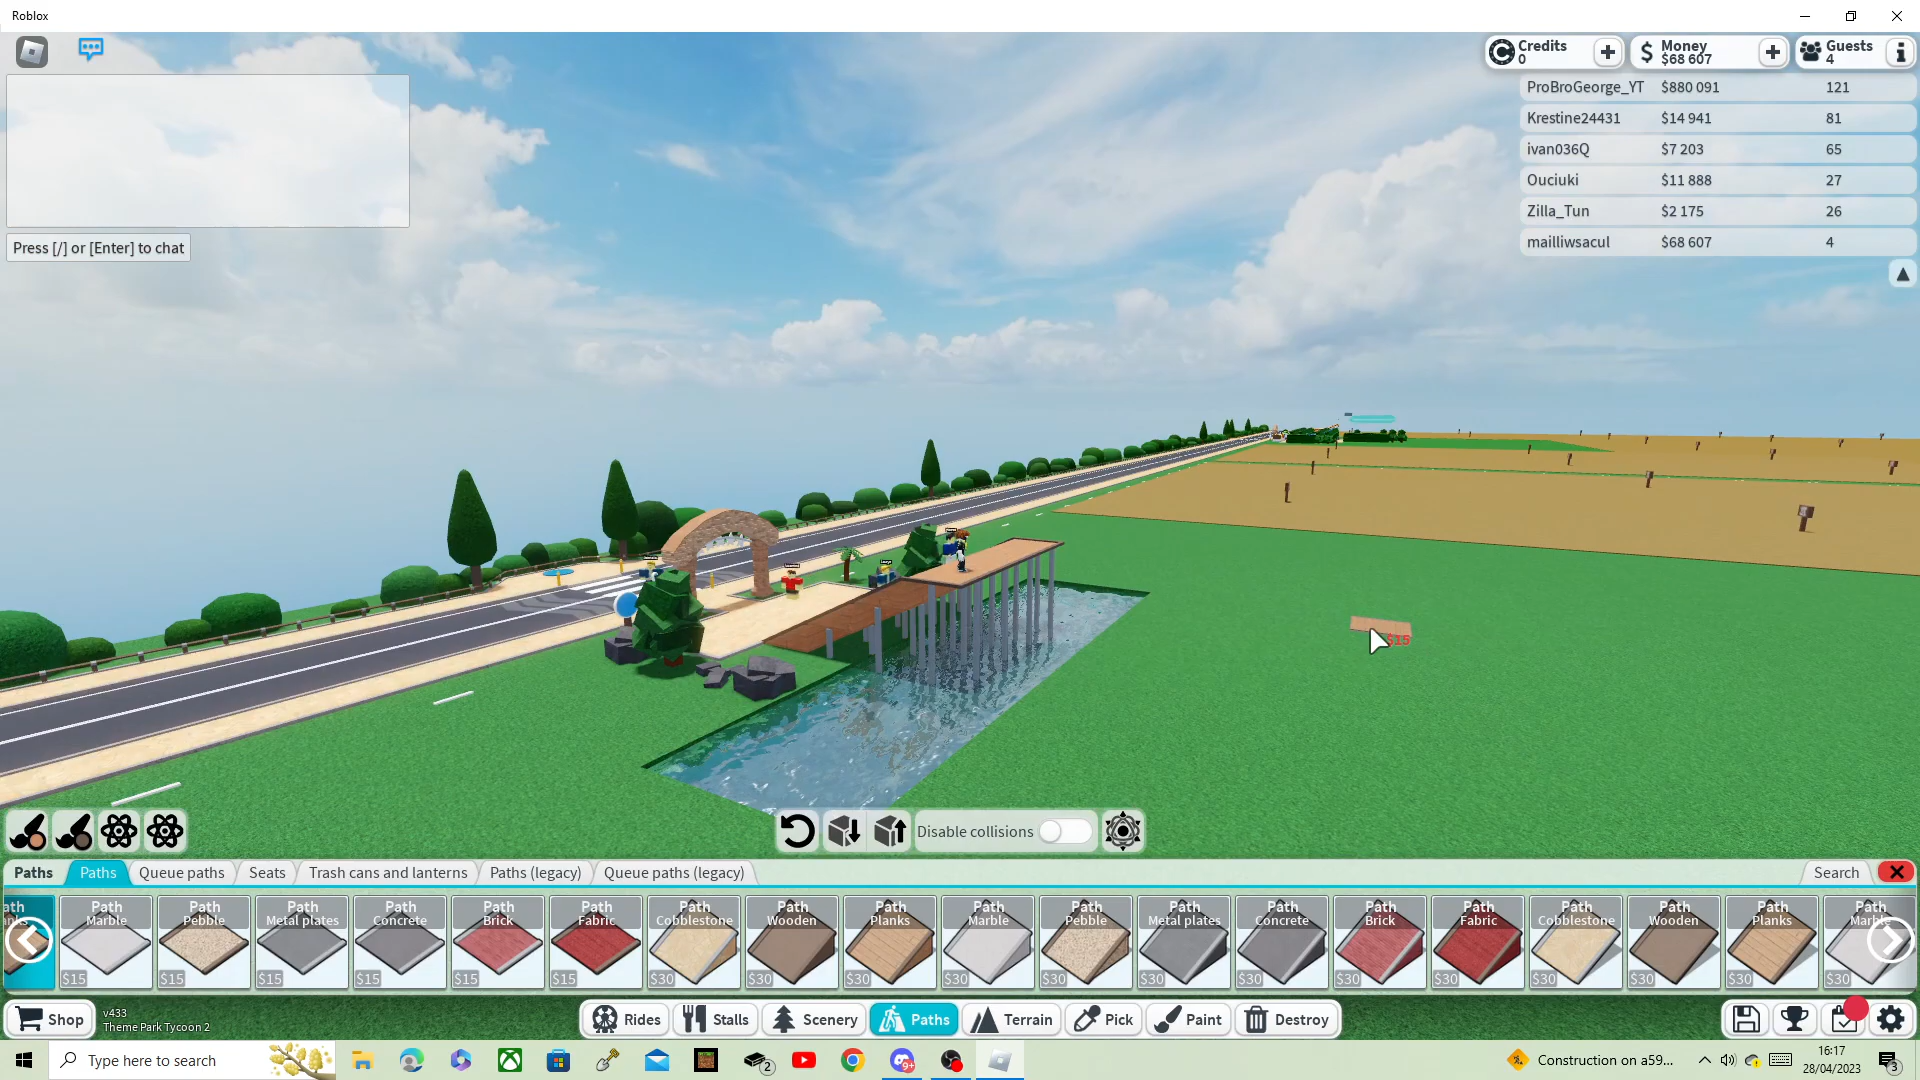 Roblox
Credits
0
Money
$68 607
Guests
4
ProBroGeorge_YT $880 091 121
Krestine24431 $14 941 81
ivan036Q $7 203 65
Ouciuki $11 888 27
Zilla_Tun $2 175 26
mailliwsacul $68 607 4
Press [/] or [Enter] to chat
$15
Disable collisions
Paths Paths Queue paths Seats Trash cans and lanterns Paths (legacy) Queue paths (legacy) Search
Path Marble $15
Path Pebble $15
Path Metal plates $15
Path Concrete $15
Path Brick $15
Path Fabric $15
Path Cobblestone $30
Path Wooden $30
Path Planks $30
Path Marble $30
Path Pebble $30
Path Metal plates $30
Path Concrete $30
Path Brick $30
Path Fabric $30
Path Cobblestone $30
Path Wooden $30
Path Planks $30
Path Marble $30
Shop
v433
Theme Park Tycoon 2
Rides Stalls Scenery Paths Terrain Pick Paint Destroy
Type here to search
2
9+
Construction on a59...
16:17
28/04/2023
3